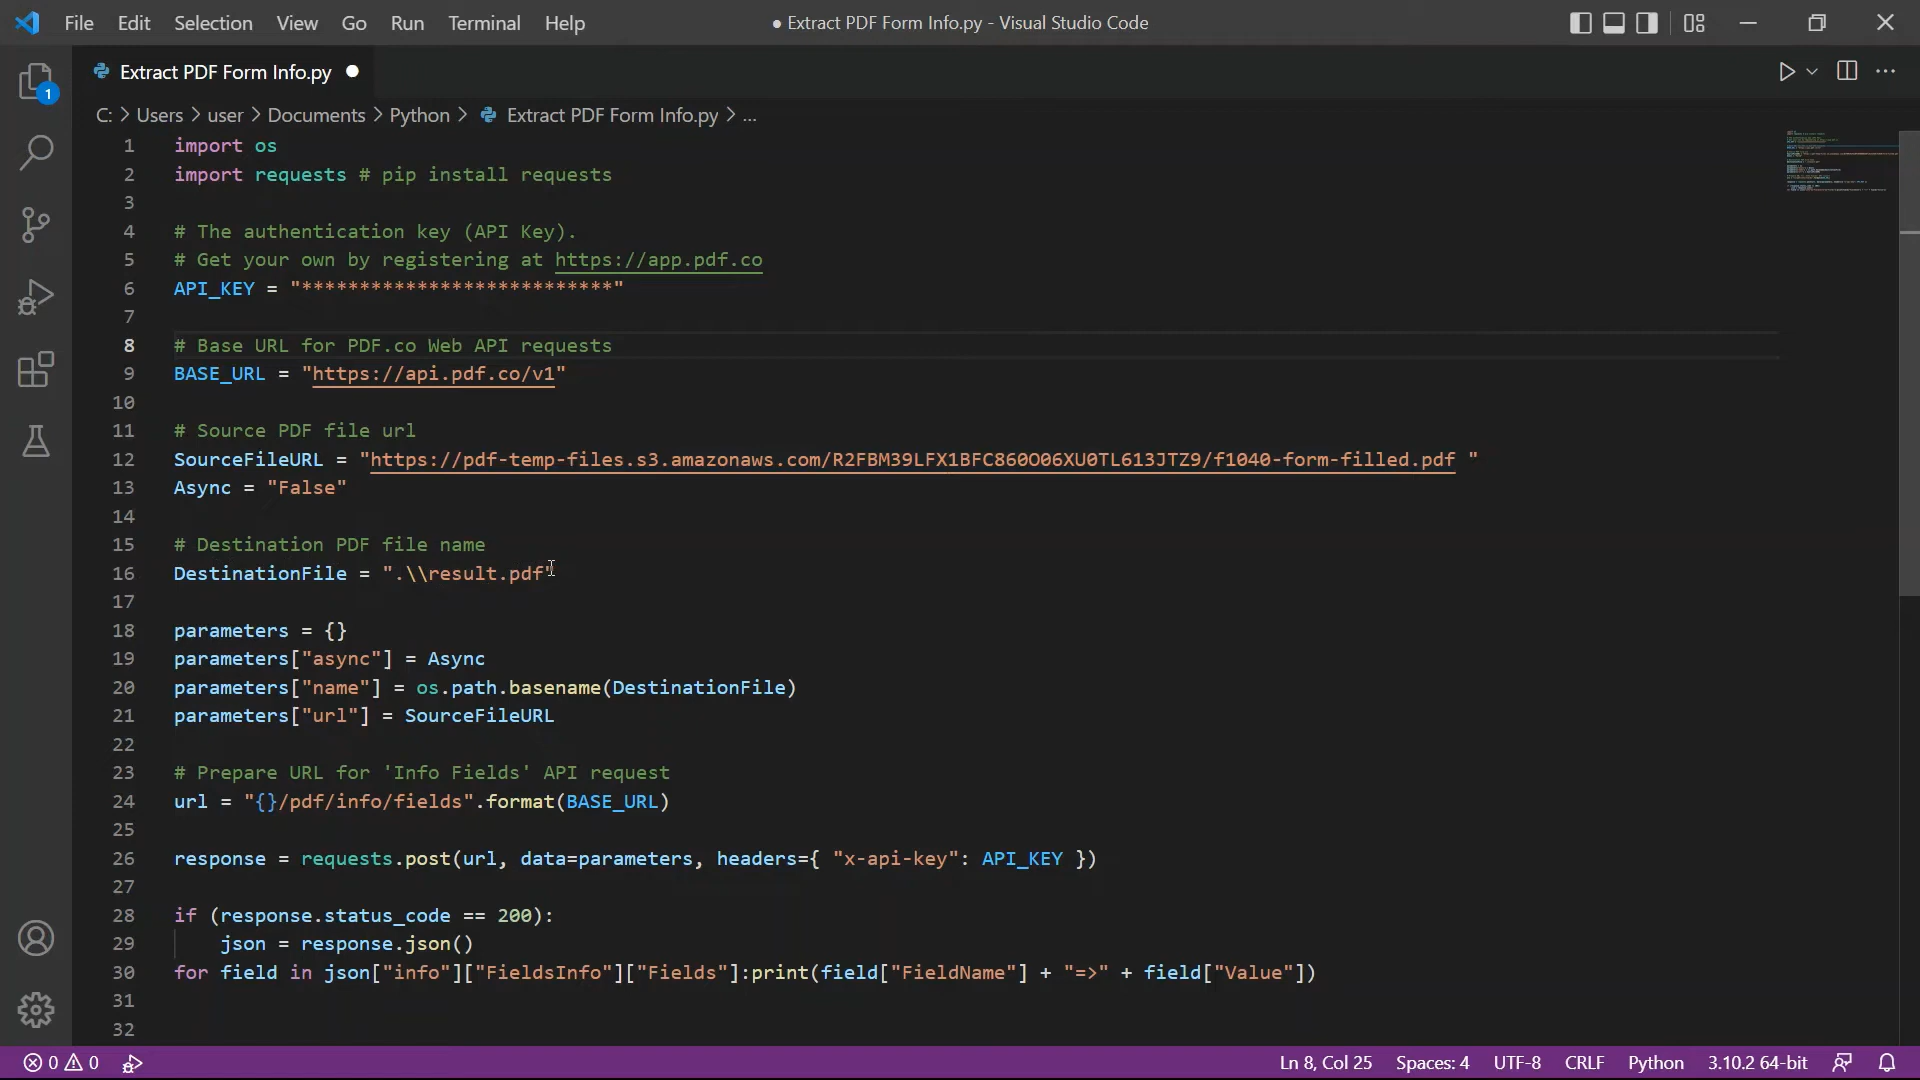 File Edit Selection View Go Run Terminal Help ● Extract PDF Form Info.py - Visual Studio Code
Extract PDF Form Info.py ●
1
C: > Users > user > Documents > Python > Extract PDF Form Info.py > ...
1 import os
2 import requests # pip install requests
3
4 # The authentication key (API Key).
5 # Get your own by registering at https://app.pdf.co
6 API_KEY = "***************************"
7
8 # Base URL for PDF.co Web API requests
9 BASE_URL = "https://api.pdf.co/v1"
10
11 # Source PDF file url
12 SourceFileURL = "https://pdf-temp-files.s3.amazonaws.com/R2FBM39LFX1BFC860O06XU0TL613JTZ9/f1040-form-filled.pdf "
13 Async = "False"
14
15 # Destination PDF file name
16 DestinationFile = ".\\result.pdf"
17
18 parameters = {}
19 parameters["async"] = Async
20 parameters["name"] = os.path.basename(DestinationFile)
21 parameters["url"] = SourceFileURL
22
23 # Prepare URL for 'Info Fields' API request
24 url = "{}/pdf/info/fields".format(BASE_URL)
25
26 response = requests.post(url, data=parameters, headers={ "x-api-key": API_KEY })
27
28 if (response.status_code == 200):
29     json = response.json()
30 for field in json["info"]["FieldsInfo"]["Fields"]:print(field["FieldName"] + "=>" + field["Value"])
31
32
0 0 Ln 8, Col 25 Spaces: 4 UTF-8 CRLF Python 3.10.2 64-bit